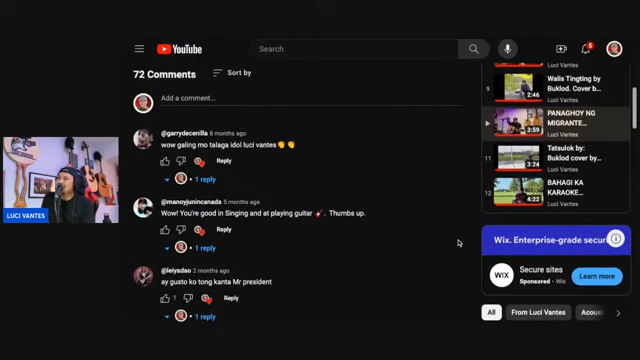 YouTube
Search
5
72 Comments
Sort by
Add a comment...
@garrydecenilla 8 months ago
wow galing mo talaga idol luci vantes👏 👏
Reply
1 reply
@manoyjunincanada 5 months ago
Wow! You're good in Singing and at playing guitar 🎸. Thumbs up.
Reply
1 reply
@leiyadao 2 months ago
ay gusto ko tong kanta Mr president
1
Reply
1 reply
LUCI VANTES
Luci Vantes
9
2:46
Walis Tingting by
Buklod. Cover b...
Luci Vantes
3:59
PANAGHOY NG
MIGRANTE...
Luci Vantes
11
3:24
Tatsulok by:
Buklod cover b...
Luci Vantes
12
4:22
BAHAGI KA
KARAOKE...
Luci Vantes
Wix. Enterprise-grade secur
WIX
Secure sites
Sponsored · Wix
Learn more
All
From Luci Vantes
Acous